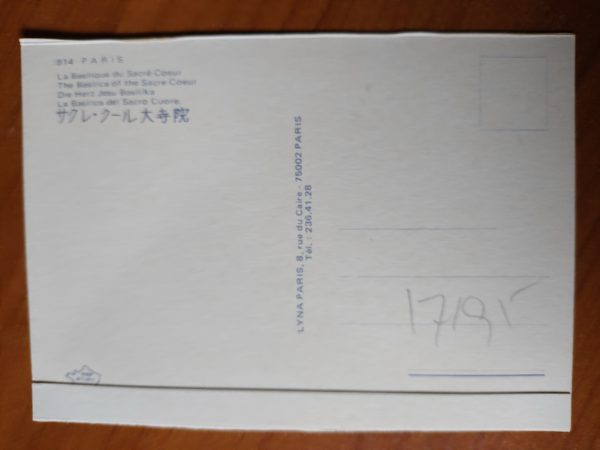 814 PARIS
La Basilique du Sacré-Coeur
The Basilica of the Sacre-Coeur
Die Herz Jesu Basilika
La Basilica del Sacro Cuore.
サクレ・クール大寺院
LYNA PARIS, 8, rue du Caire - 75002 PARIS
Tél. : 236.41.28